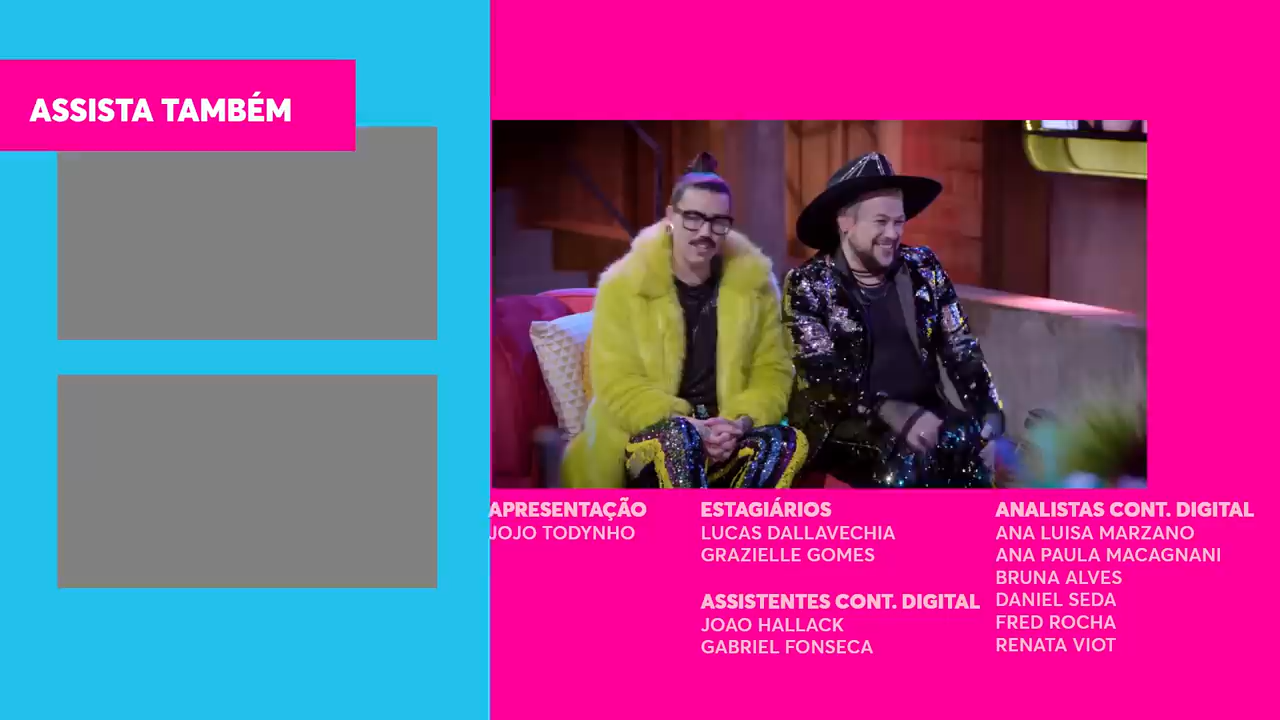 ASSISTA TAMBÉM
APRESENTAÇÃO
JOJO TODYNHO
ESTAGIÁRIOS
LUCAS DALLAVECHIA
GRAZIELLE GOMES
ASSISTENTES CONT. DIGITAL
JOAO HALLACK
GABRIEL FONSECA
ANALISTAS CONT. DIGITAL
ANA LUISA MARZANO
ANA PAULA MACAGNANI
BRUNA ALVES
DANIEL SEDA
FRED ROCHA
RENATA VIOT